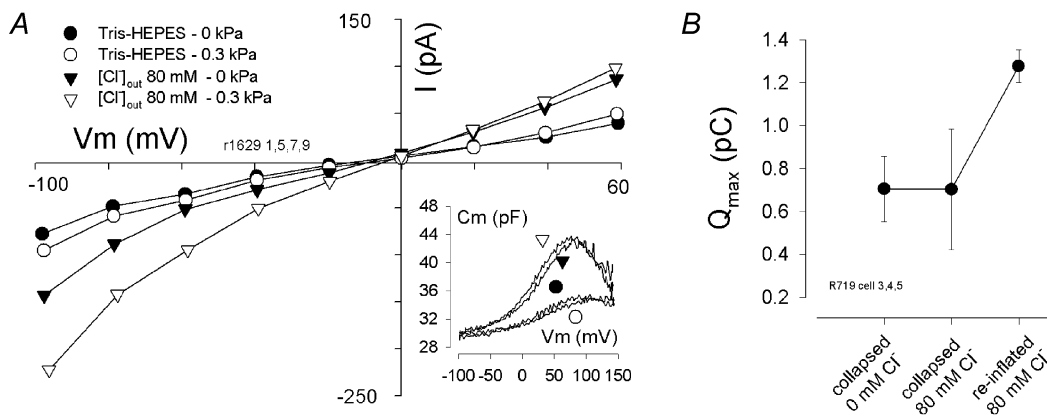 A
Tris-HEPES - 0 kPa
Tris-HEPES - 0.3 kPa
[Cl⁻]out 80 mM - 0 kPa
[Cl⁻]out 80 mM - 0.3 kPa
150
I (pA)
Vm (mV)
r1629 1,5,7,9
-100
60
-250
Cm (pF)
44
40
36
32
28
Vm (mV)
-100 -50 0 50 100 150
B
Qmax (pC)
1.4
1.2
1.0
0.8
0.6
0.4
0.2
R719 cell 3,4,5
collapsed
0 mM Cl⁻
collapsed
80 mM Cl⁻
re-inflated
80 mM Cl⁻